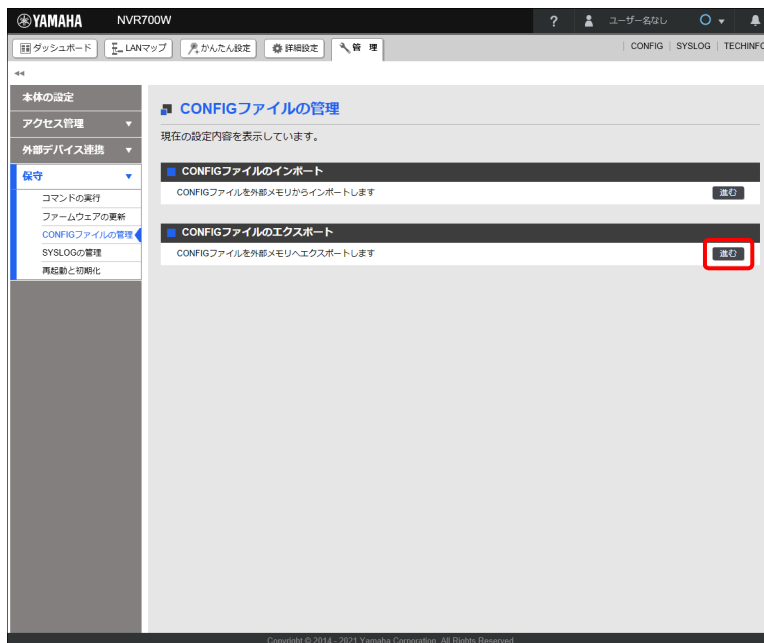 YAMAHA NVR700W ? ユーザー名なし
ダッシュボード LANマップ かんたん設定 詳細設定 管 理 CONFIG | SYSLOG | TECHINFO
◂◂
本体の設定
アクセス管理 ▼
外部デバイス連携 ▼
保守 ▼
コマンドの実行
ファームウェアの更新
CONFIGファイルの管理
SYSLOGの管理
再起動と初期化
CONFIGファイルの管理
現在の設定内容を表示しています。
CONFIGファイルのインポート
CONFIGファイルを外部メモリからインポートします 進む
CONFIGファイルのエクスポート
CONFIGファイルを外部メモリへエクスポートします 進む
Copyright © 2014 - 2021 Yamaha Corporation. All Rights Reserved.